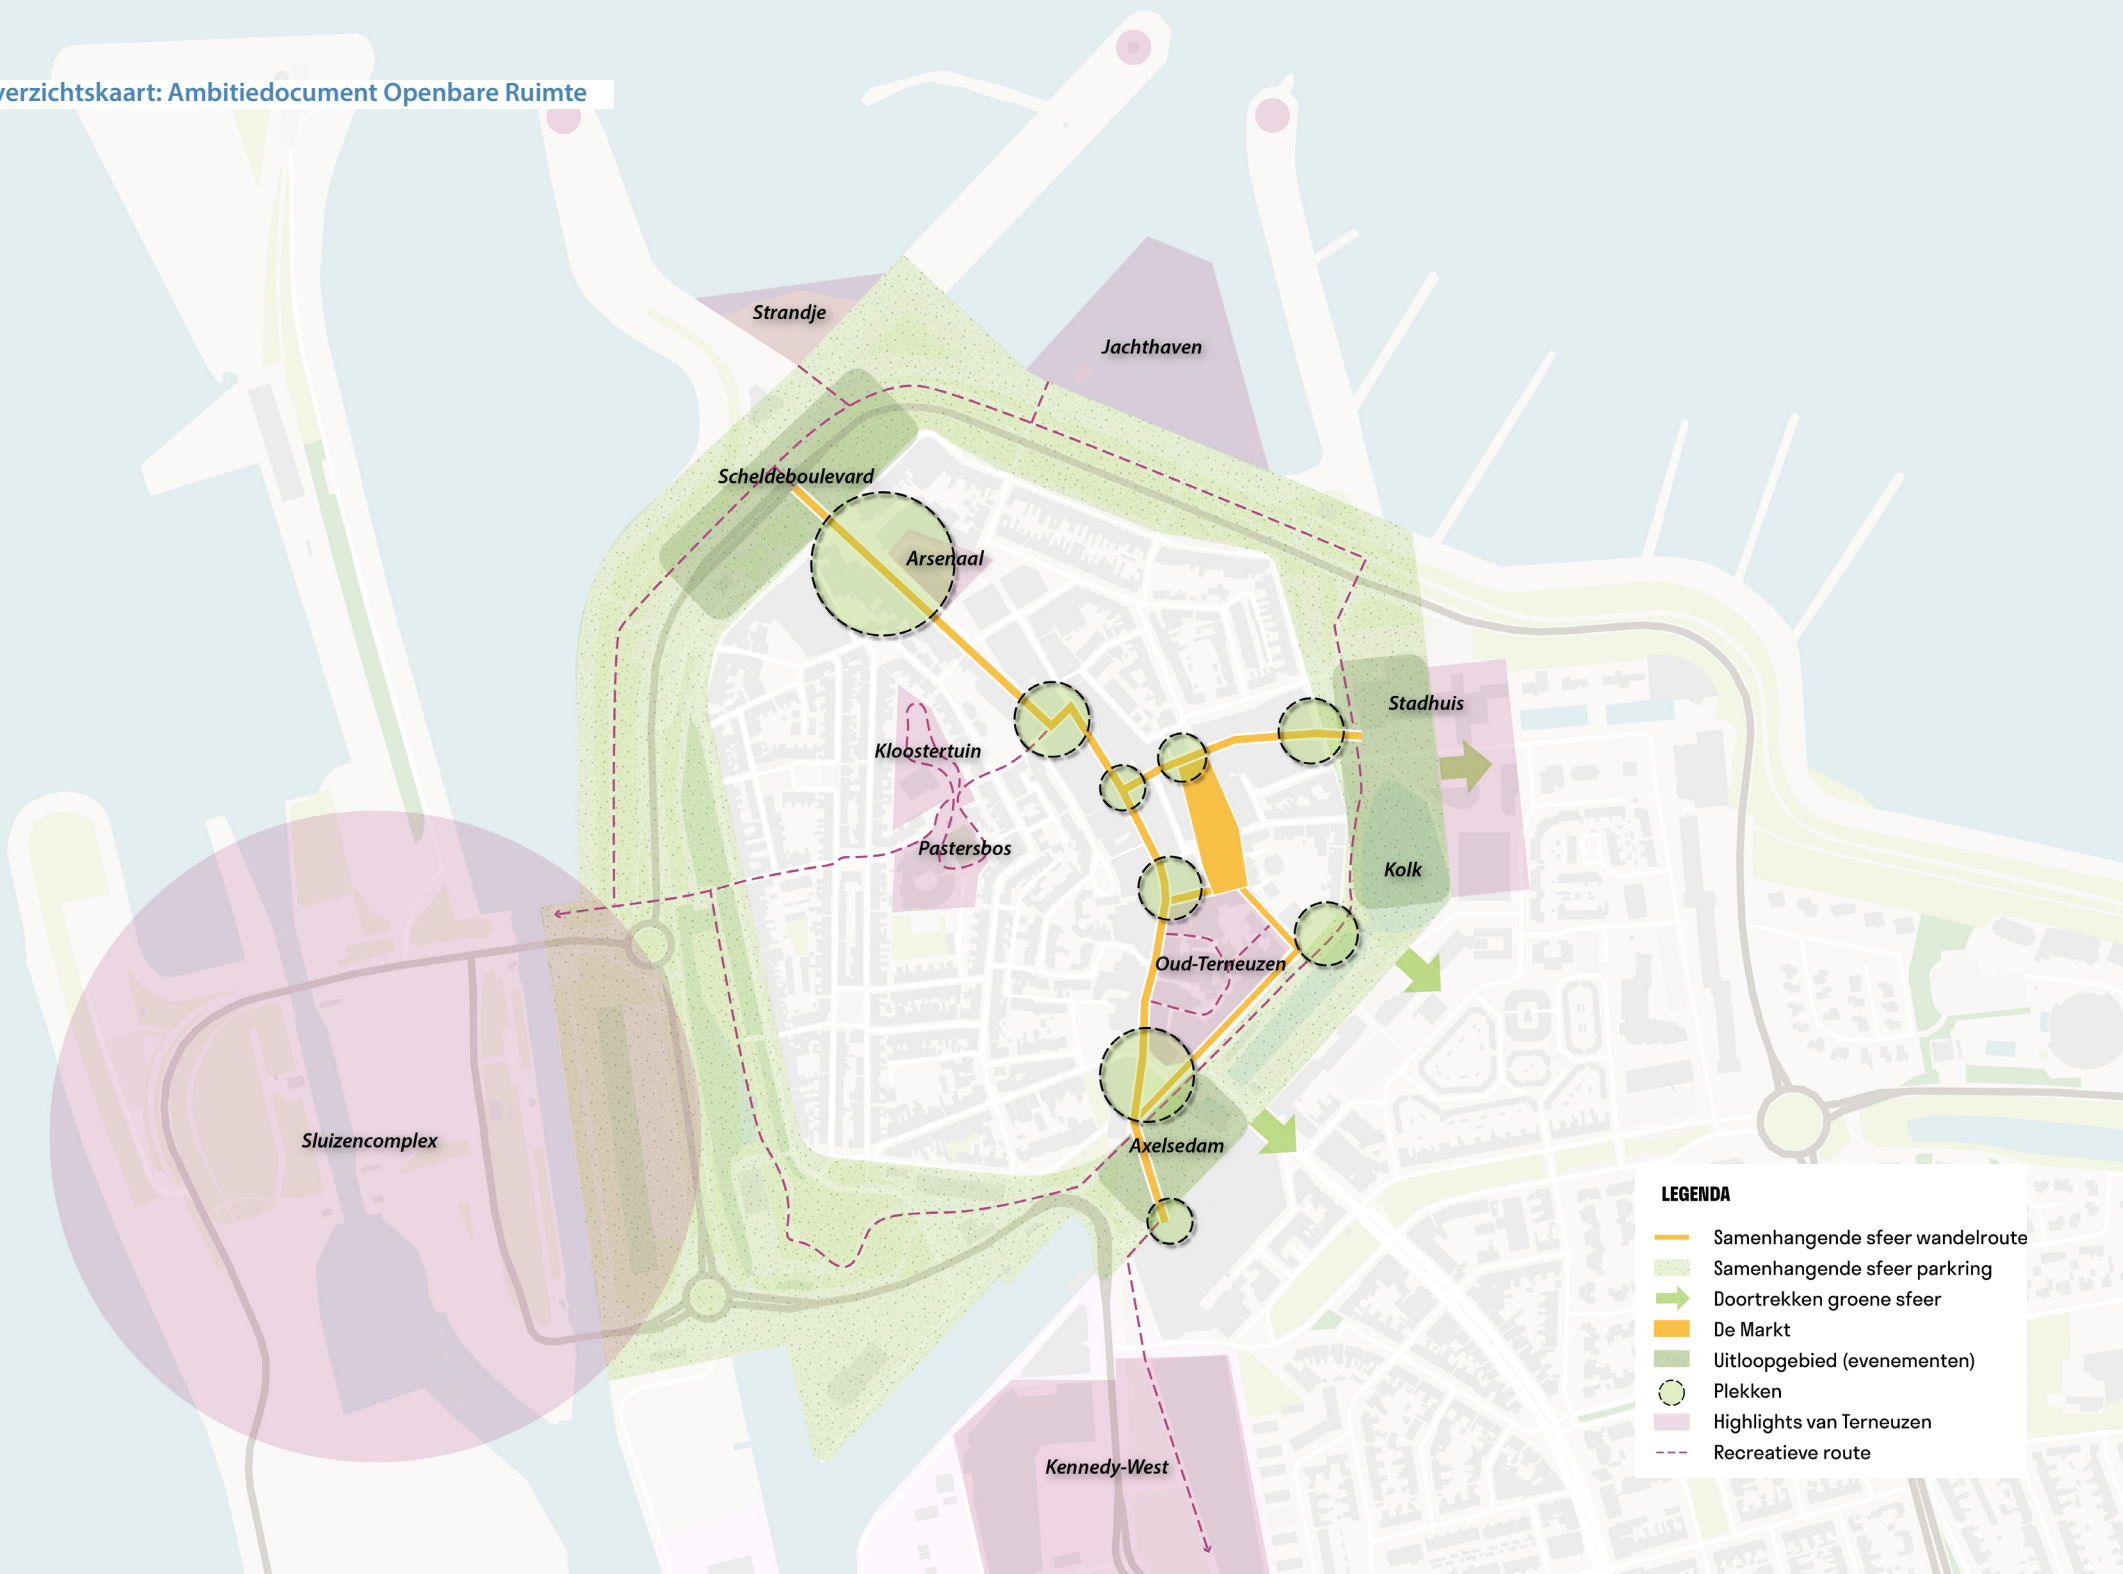 verzichtskaart: Ambitiedocument Openbare Ruimte
Strandje
Jachthaven
Scheldeboulevard
Arsenaal
Stadhuis
Kloostertuin
Pastersbos
Kolk
Oud-Terneuzen
Sluizencomplex
Axelsedam
Kennedy-West
LEGENDA
Samenhangende sfeer wandelroute
Samenhangende sfeer parkring
Doortrekken groene sfeer
De Markt
Uitloopgebied (evenementen)
Plekken
Highlights van Terneuzen
Recreatieve route